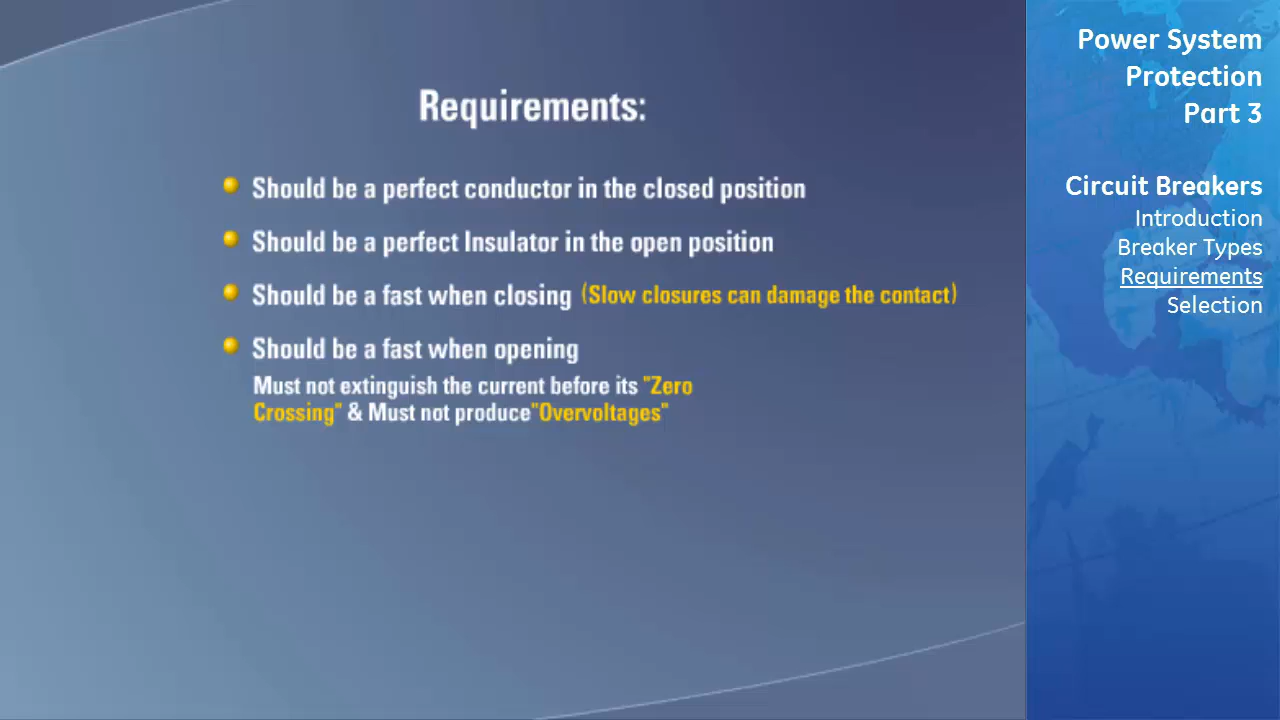 Requirements:
Should be a perfect conductor in the closed position
Should be a perfect Insulator in the open position
Should be a fast when closing (Slow closures can damage the contact)
Should be a fast when opening
Must not extinguish the current before its "Zero
Crossing" & Must not produce"Overvoltages"
Power System
Protection
Part 3
Circuit Breakers
Introduction
Breaker Types
Requirements
Selection